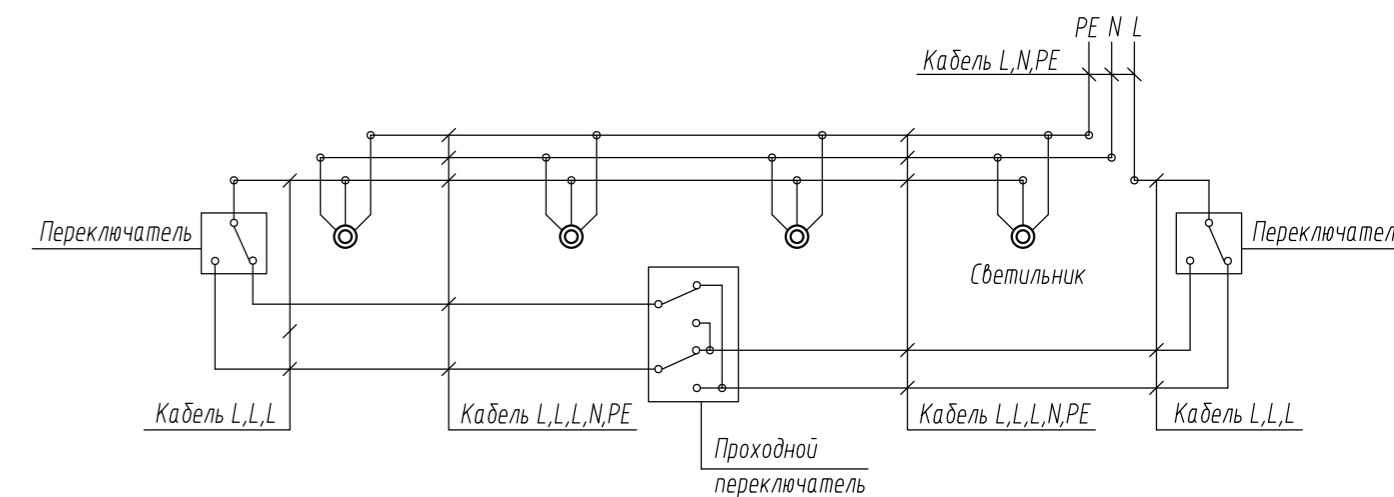 PE N L
Кабель L,N,PE
Переключатель
Переключател
Светильник
Кабель L,L,L
Кабель L,L,L,N,PE
Кабель L,L,L,N,PE
Кабель L,L,L
Проходной
переключатель